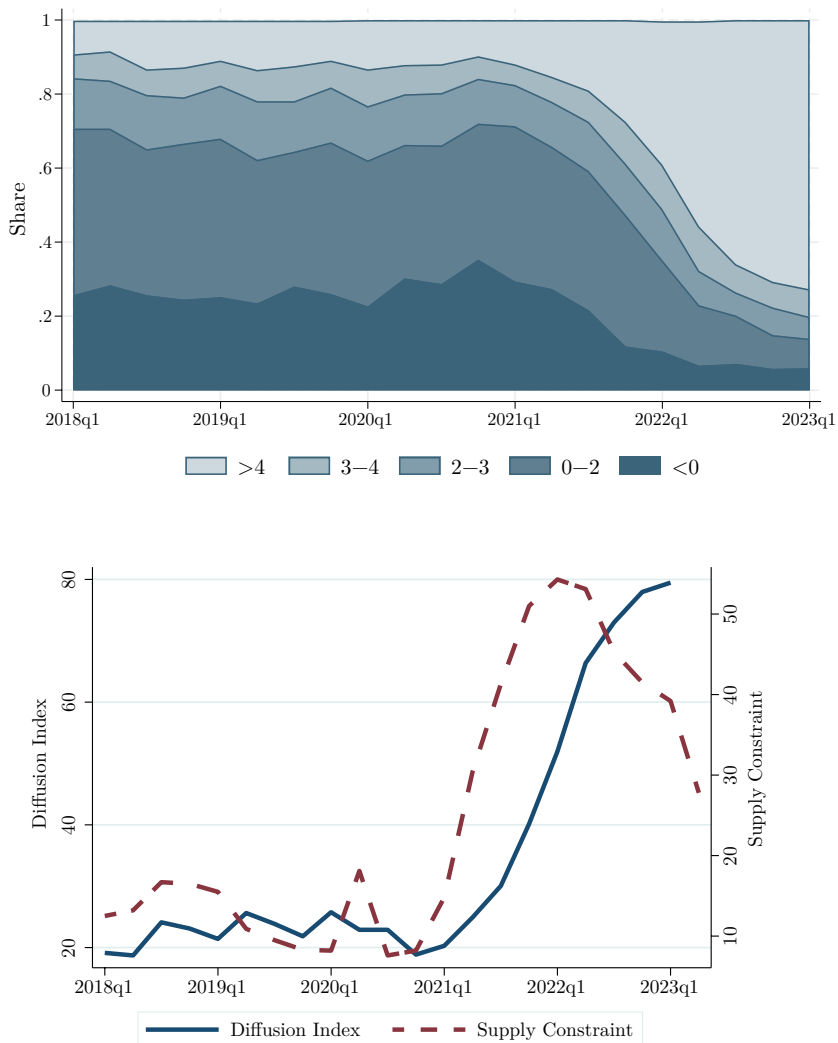 Share
1
.8
.6
.4
.2
0
2018q1 2019q1 2020q1 2021q1 2022q1 2023q1
>4 3−4 2−3 0−2 <0
Diffusion Index
80
60
40
20
Supply Constraint
50
40
30
20
10
2018q1 2019q1 2020q1 2021q1 2022q1 2023q1
Diffusion Index Supply Constraint